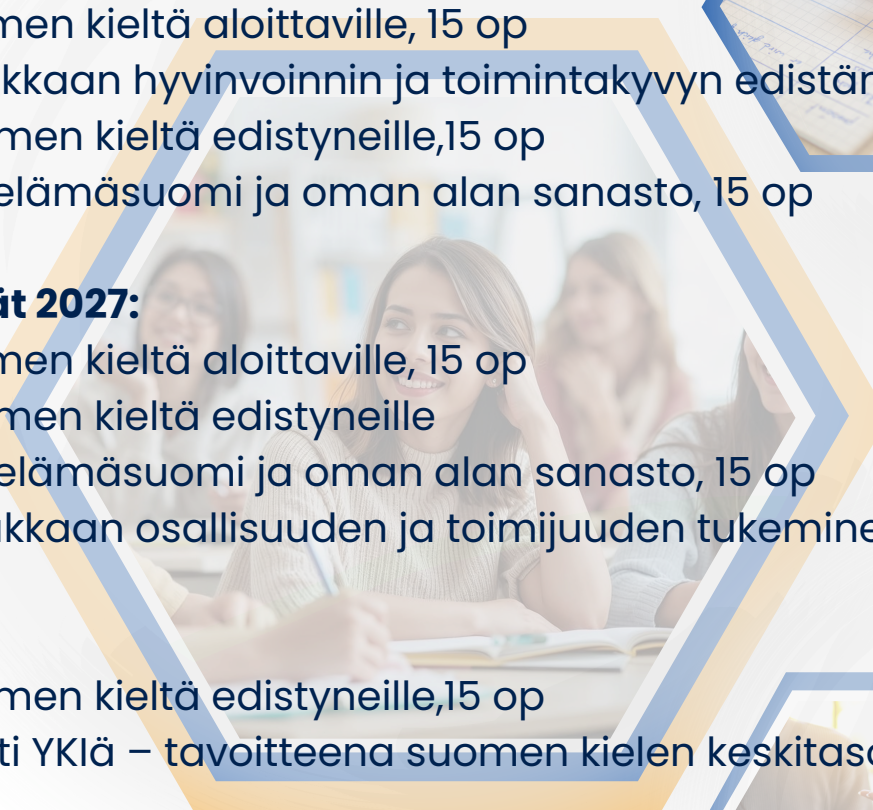 men kieltä aloittaville, 15 op
kkaan hyvinvoinnin ja toimintakyvyn edistä
men kieltä edistyneille,15 op
elämäsuomi ja oman alan sanasto, 15 op
ät 2027:
men kieltä aloittaville, 15 op
men kieltä edistyneille
elämäsuomi ja oman alan sanasto, 15 op
akkaan osallisuuden ja toimijuuden tukemine
men kieltä edistyneille,15 op
ti YKIä – tavoitteena suomen kielen keskitaso